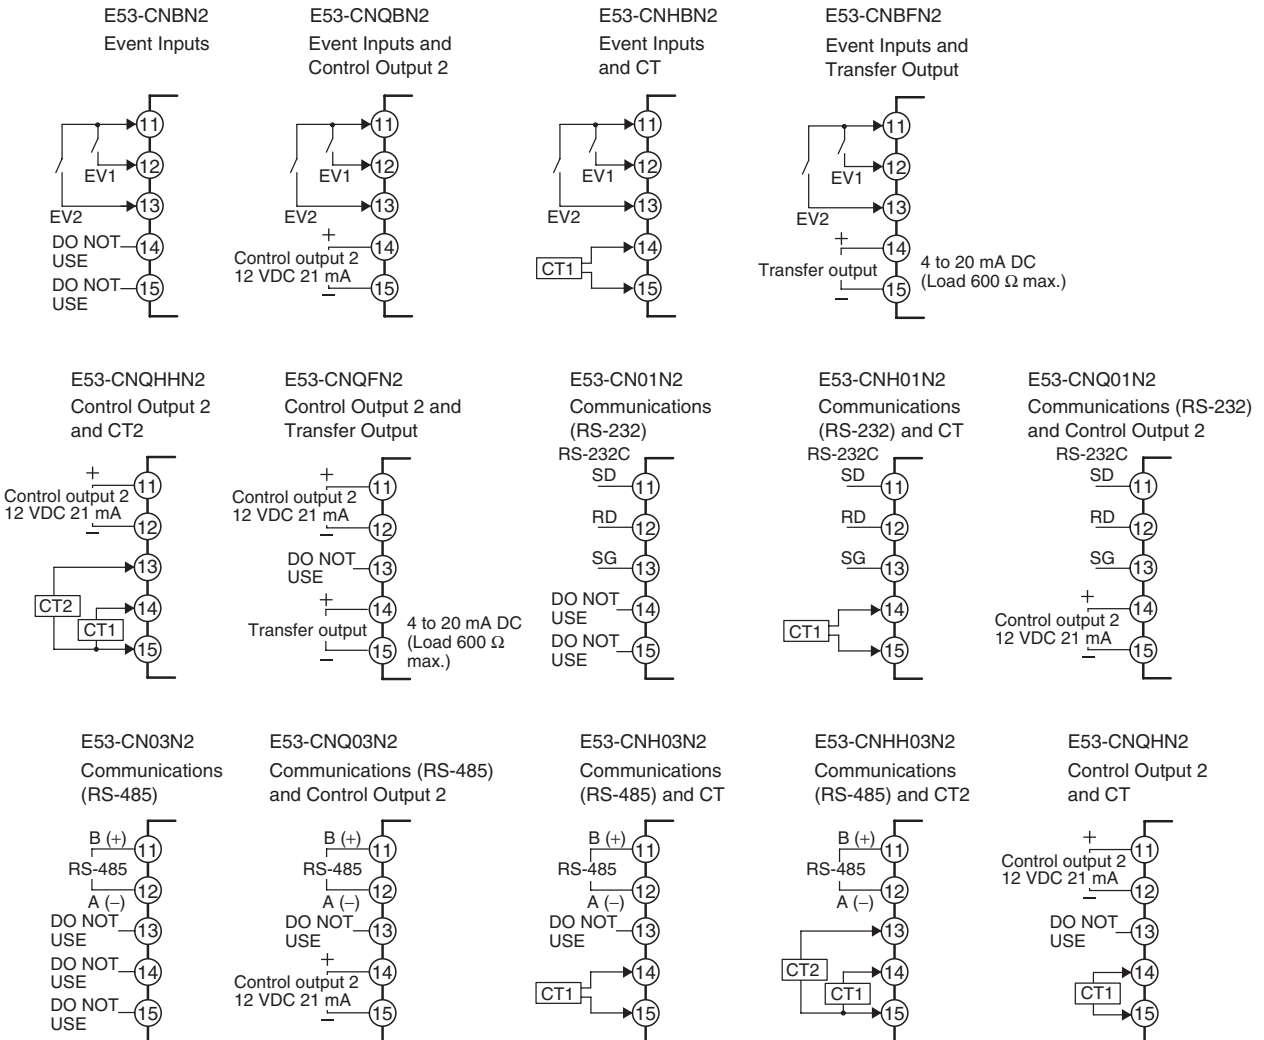 E53-CNBN2
Event Inputs
11
12
EV1
13
EV2
DO NOT
USE
14
DO NOT
USE
15
E53-CNQBN2
Event Inputs and
Control Output 2
11
12
EV1
13
EV2
+
14
Control output 2
12 VDC 21 mA
–
15
E53-CNHBN2
Event Inputs
and CT
11
12
EV1
13
EV2
14
CT1
15
E53-CNBFN2
Event Inputs and
Transfer Output
11
12
EV1
13
EV2
+
14
Transfer output
4 to 20 mA DC
(Load 600 Ω max.)
–
15
E53-CNQHHN2
Control Output 2
and CT2
+
11
Control output 2
12 VDC 21 mA
–
12
13
CT2
14
CT1
15
E53-CNQFN2
Control Output 2 and
Transfer Output
+
11
Control output 2
12 VDC 21 mA
–
12
DO NOT
USE
13
+
14
Transfer output
4 to 20 mA DC
(Load 600 Ω
max.)
–
15
E53-CN01N2
Communications
(RS-232)
RS-232C
SD
11
RD
12
SG
13
DO NOT
USE
14
DO NOT
USE
15
E53-CNH01N2
Communications
(RS-232) and CT
RS-232C
SD
11
RD
12
SG
13
14
CT1
15
E53-CNQ01N2
Communications (RS-232)
and Control Output 2
RS-232C
SD
11
RD
12
SG
13
+
14
Control output 2
12 VDC 21 mA
–
15
E53-CN03N2
Communications
(RS-485)
B (+)
11
RS-485
12
A (–)
DO NOT
USE
13
DO NOT
USE
14
DO NOT
USE
15
E53-CNQ03N2
Communications (RS-485)
and Control Output 2
B (+)
11
RS-485
12
A (–)
DO NOT
USE
13
+
14
Control output 2
12 VDC 21 mA
–
15
E53-CNH03N2
Communications
(RS-485) and CT
B (+)
11
RS-485
12
A (–)
DO NOT
USE
13
14
CT1
15
E53-CNHH03N2
Communications
(RS-485) and CT2
B (+)
11
RS-485
12
A (–)
13
CT2
14
CT1
15
E53-CNQHN2
Control Output 2
and CT
+
11
Control output 2
12 VDC 21 mA
–
12
DO NOT
USE
13
14
CT1
15